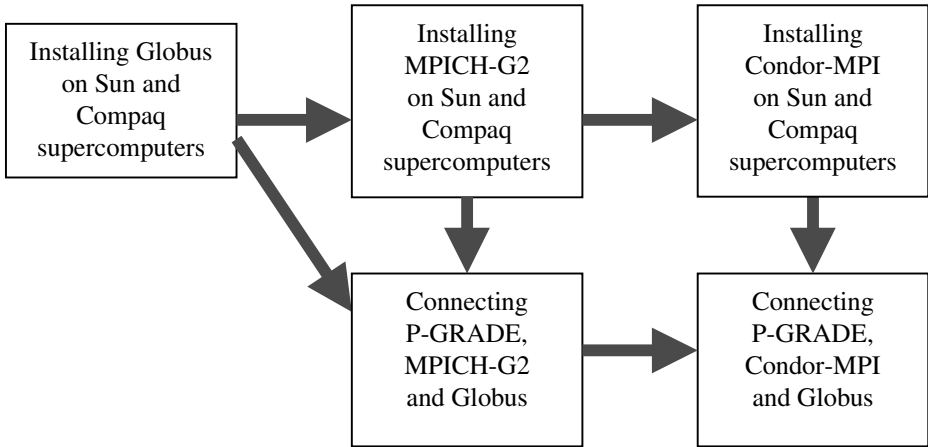 Installing Globus
on Sun and
Compaq
supercomputers
Installing
MPICH-G2
on Sun and
Compaq
supercomputers
Installing
Condor-MPI
on Sun and
Compaq
supercomputers
Connecting
P-GRADE,
MPICH-G2
and Globus
Connecting
P-GRADE,
Condor-MPI
and Globus